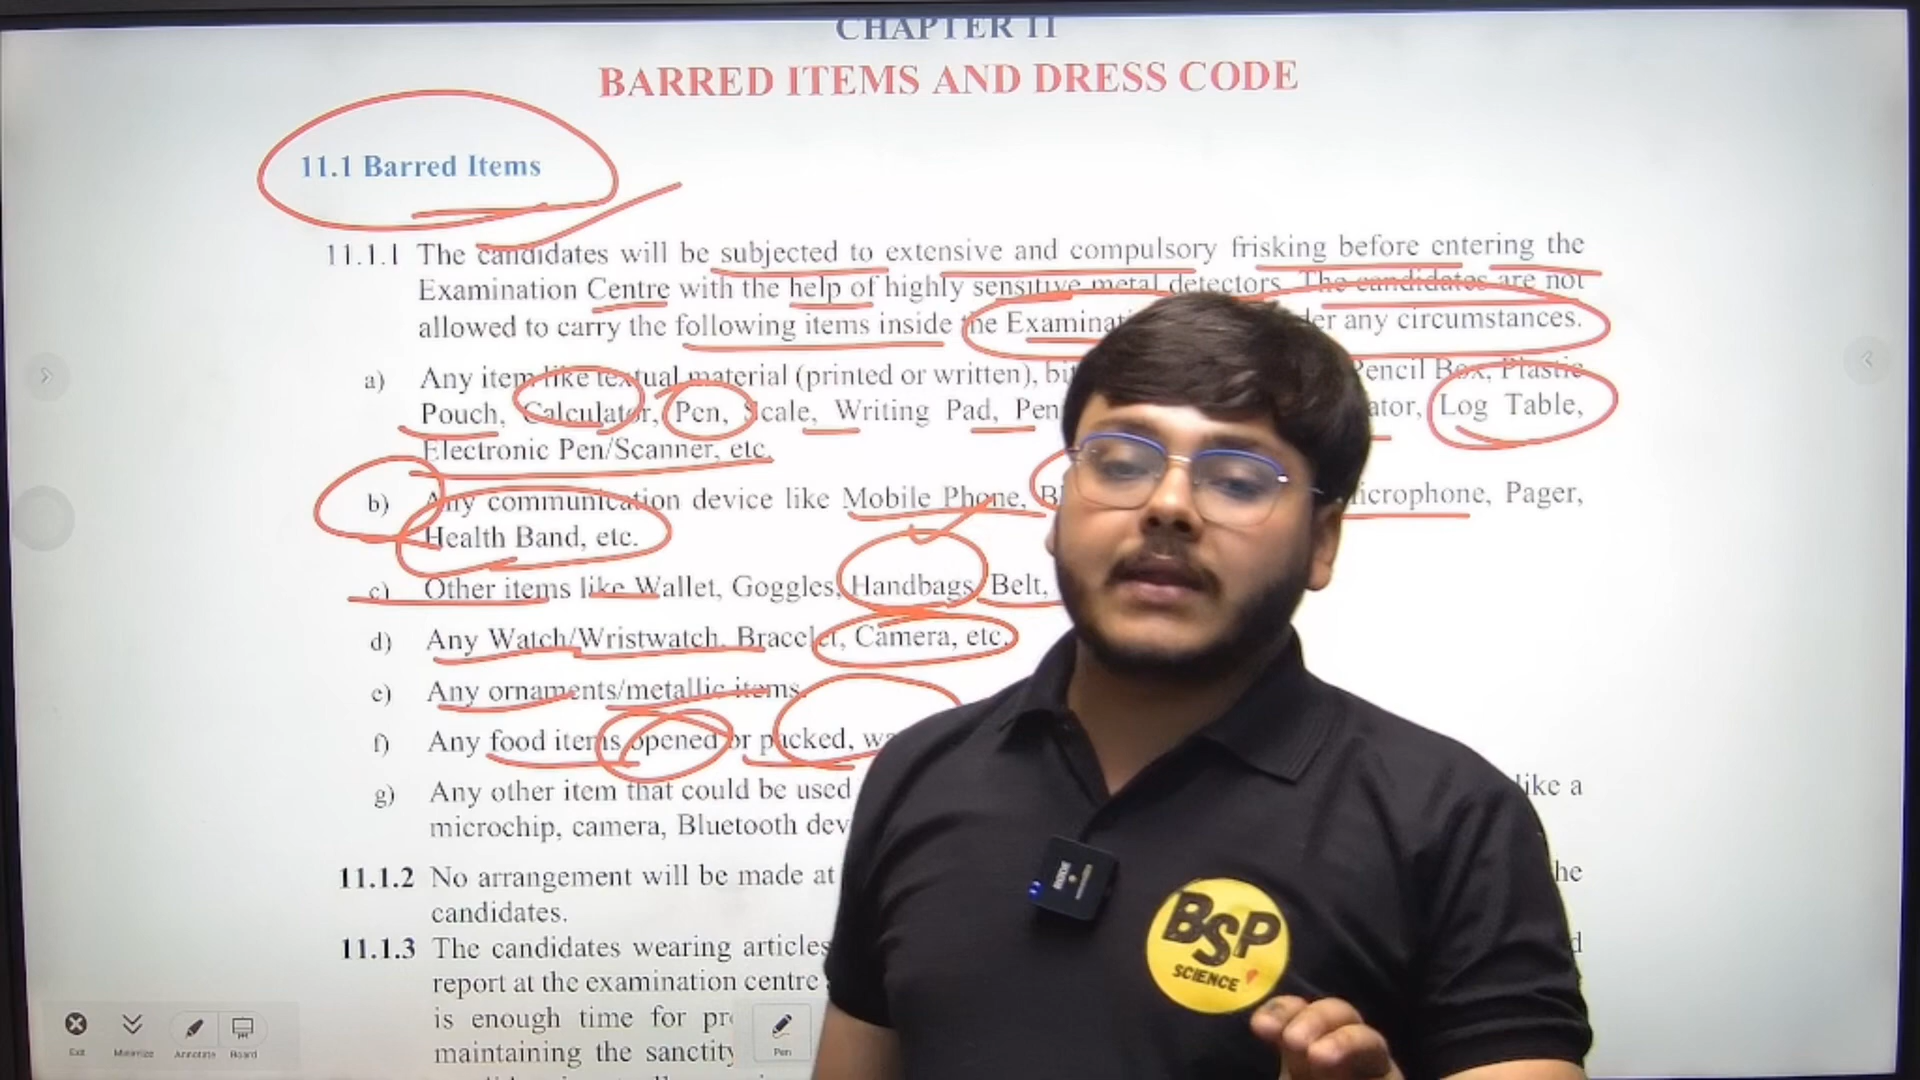 CHAPTER 11
BARRED ITEMS AND DRESS CODE
11.1 Barred Items
11.1.1 The candidates will be subjected to extensive and compulsory frisking before entering the
Examination Centre with the help of highly sensitive metal detectors. The candidates are not
allowed to carry the following items inside the any circumstances.
a) Any item like textual material (printed or written), Pencil Box, Plastic
Pouch, Calculator, Pen, Scale, Writing Pad, Log Table,
Electronic Pen/Scanner, etc.
b) Any communication device like Mobile Phone, Pager,
Health Band, etc.
c) Other items like Wallet, Goggles, Handbags, Belt,
d) Any Watch/Wristwatch, Bracelet, Camera, etc.
e) Any ornaments/metallic items.
f) Any food items opened or packed,
g) Any other item that could be used like a
microchip, camera, Bluetooth
11.1.2 No arrangement will be made at
candidates.
11.1.3 The candidates wearing articles
report at the examination centre
is enough time for
maintaining the sanctity
Exit Minimize Annotate Board Pen
RODE
BSP
SCIENCE